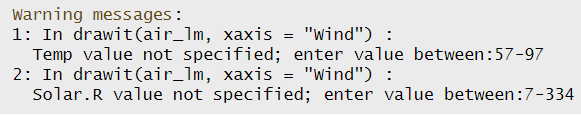 Warning messages:
1: In drawit(air_lm, xaxis = "Wind") :
Temp value not specified; enter value between:57-97
2: In drawit(air_lm, xaxis = "Wind") :
Solar.R value not specified; enter value between:7-334